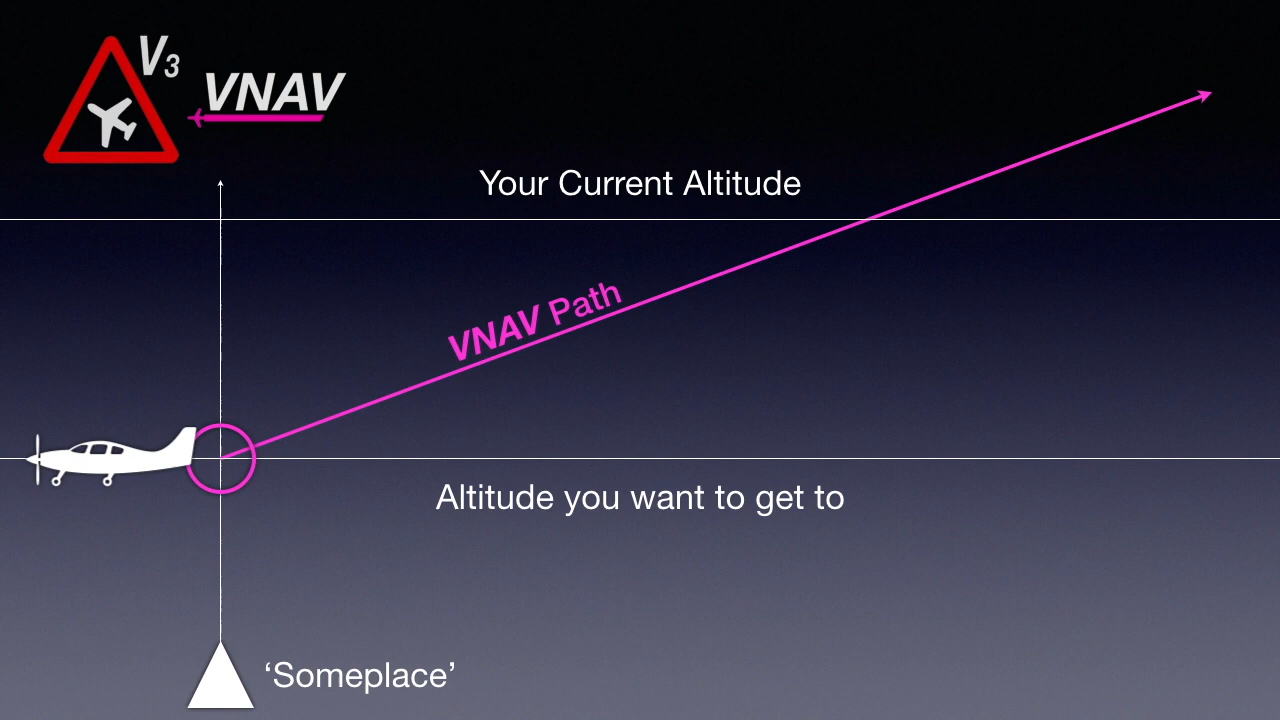 V3
VNAV
Your Current Altitude
VNAV Path
Altitude you want to get to
‘Someplace’